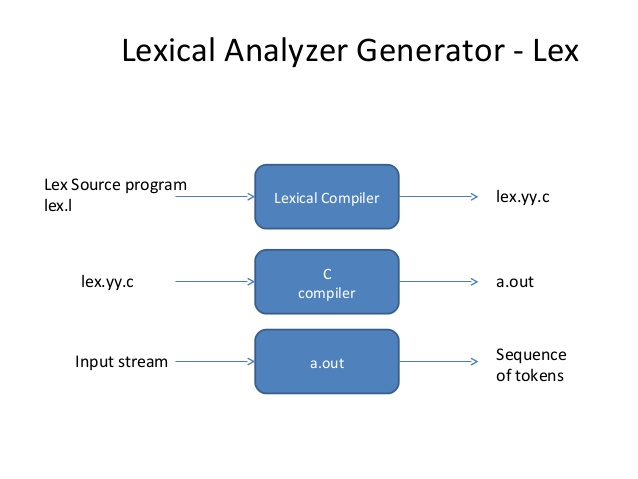 Lexical Analyzer Generator - Lex
Lex Source program
lex.l
Lexical Compiler
lex.yy.c
lex.yy.c
C
compiler
a.out
Input stream
a.out
Sequence
of tokens